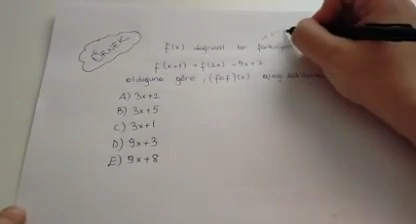 ÖRNEK
f(x) doğrusal bir fonksiyon
f(x-1) + f(2x) = 9x+7
olduğuna göre, (fof)(x)
A) 3x+2
B) 3x+5
C) 3x+1
D) 9x+3
E) 9x+8